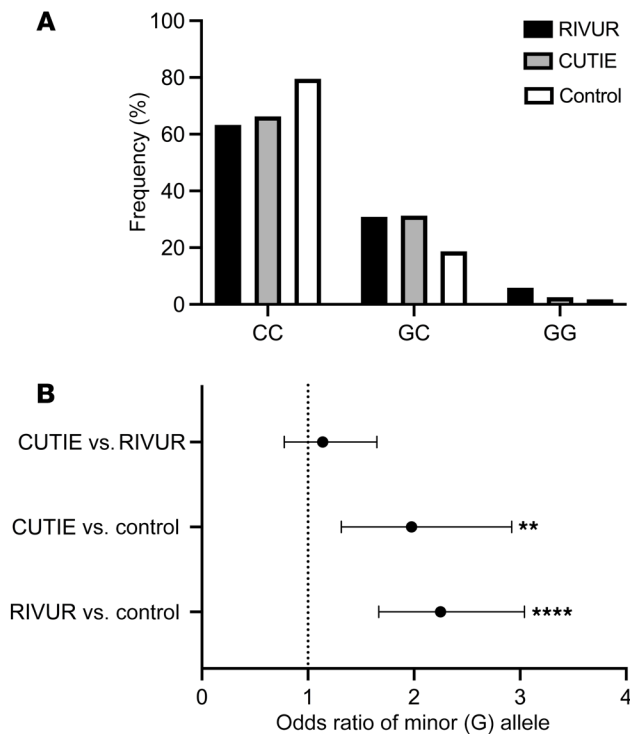 A
RIVUR
CUTIE
Control
Frequency (%)
100
80
60
40
20
0
CC GC GG
B
CUTIE vs. RIVUR
CUTIE vs. control **
RIVUR vs. control ****
0 1 2 3 4
Odds ratio of minor (G) allele